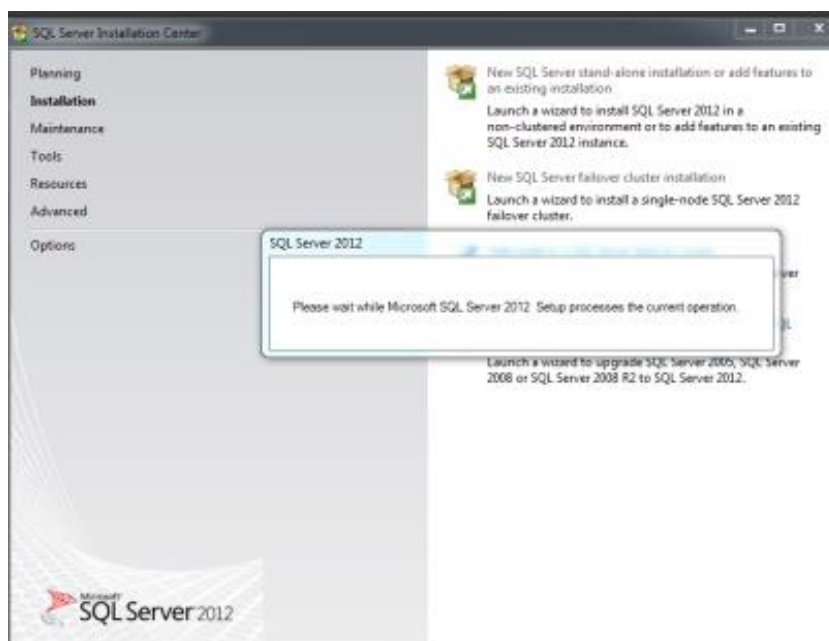 SQL Server Installation Center
Planning
Installation
Maintenance
Tools
Resources
Advanced
Options
New SQL Server stand-alone installation or add features to
an existing installation
Launch a wizard to install SQL Server 2012 in a
non-clustered environment or to add features to an existing
SQL Server 2012 instance.
New SQL Server failover cluster installation
Launch a wizard to install a single-node SQL Server 2012
failover cluster.
SQL Server 2012
Please wait while Microsoft SQL Server 2012 Setup processes the current operation.
Launch a wizard to upgrade SQL Server 2005, SQL Server
2008 or SQL Server 2008 R2 to SQL Server 2012.
Microsoft
SQL Server 2012